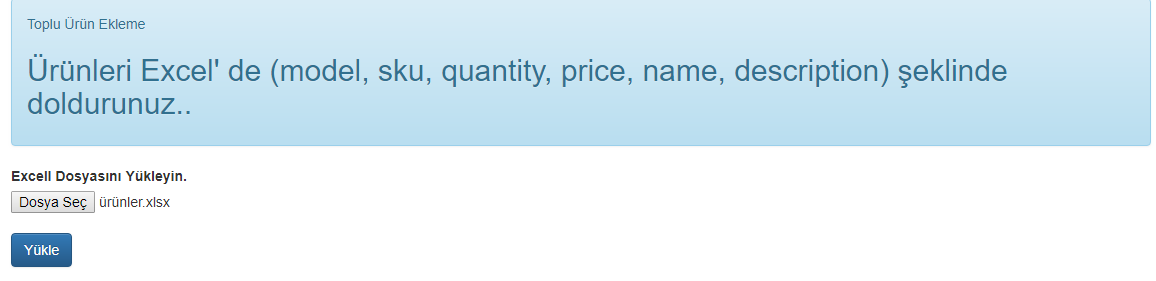 Toplu Ürün Ekleme
Ürünleri Excel' de (model, sku, quantity, price, name, description) şeklinde
doldurunuz..
Excell Dosyasını Yükleyin.
Dosya Seç ürünler.xlsx
Yükle